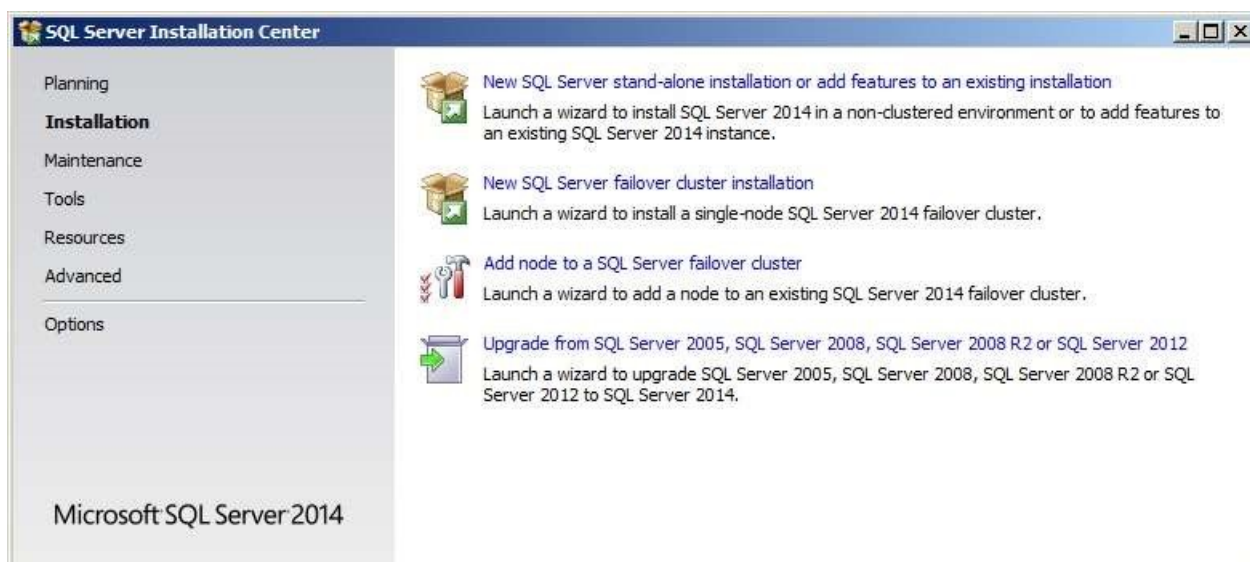 SQL Server Installation Center
Planning
Installation
Maintenance
Tools
Resources
Advanced
Options
Microsoft SQL Server 2014
New SQL Server stand-alone installation or add features to an existing installation
Launch a wizard to install SQL Server 2014 in a non-clustered environment or to add features to
an existing SQL Server 2014 instance.
New SQL Server failover cluster installation
Launch a wizard to install a single-node SQL Server 2014 failover cluster.
Add node to a SQL Server failover cluster
Launch a wizard to add a node to an existing SQL Server 2014 failover cluster.
Upgrade from SQL Server 2005, SQL Server 2008, SQL Server 2008 R2 or SQL Server 2012
Launch a wizard to upgrade SQL Server 2005, SQL Server 2008, SQL Server 2008 R2 or SQL
Server 2012 to SQL Server 2014.